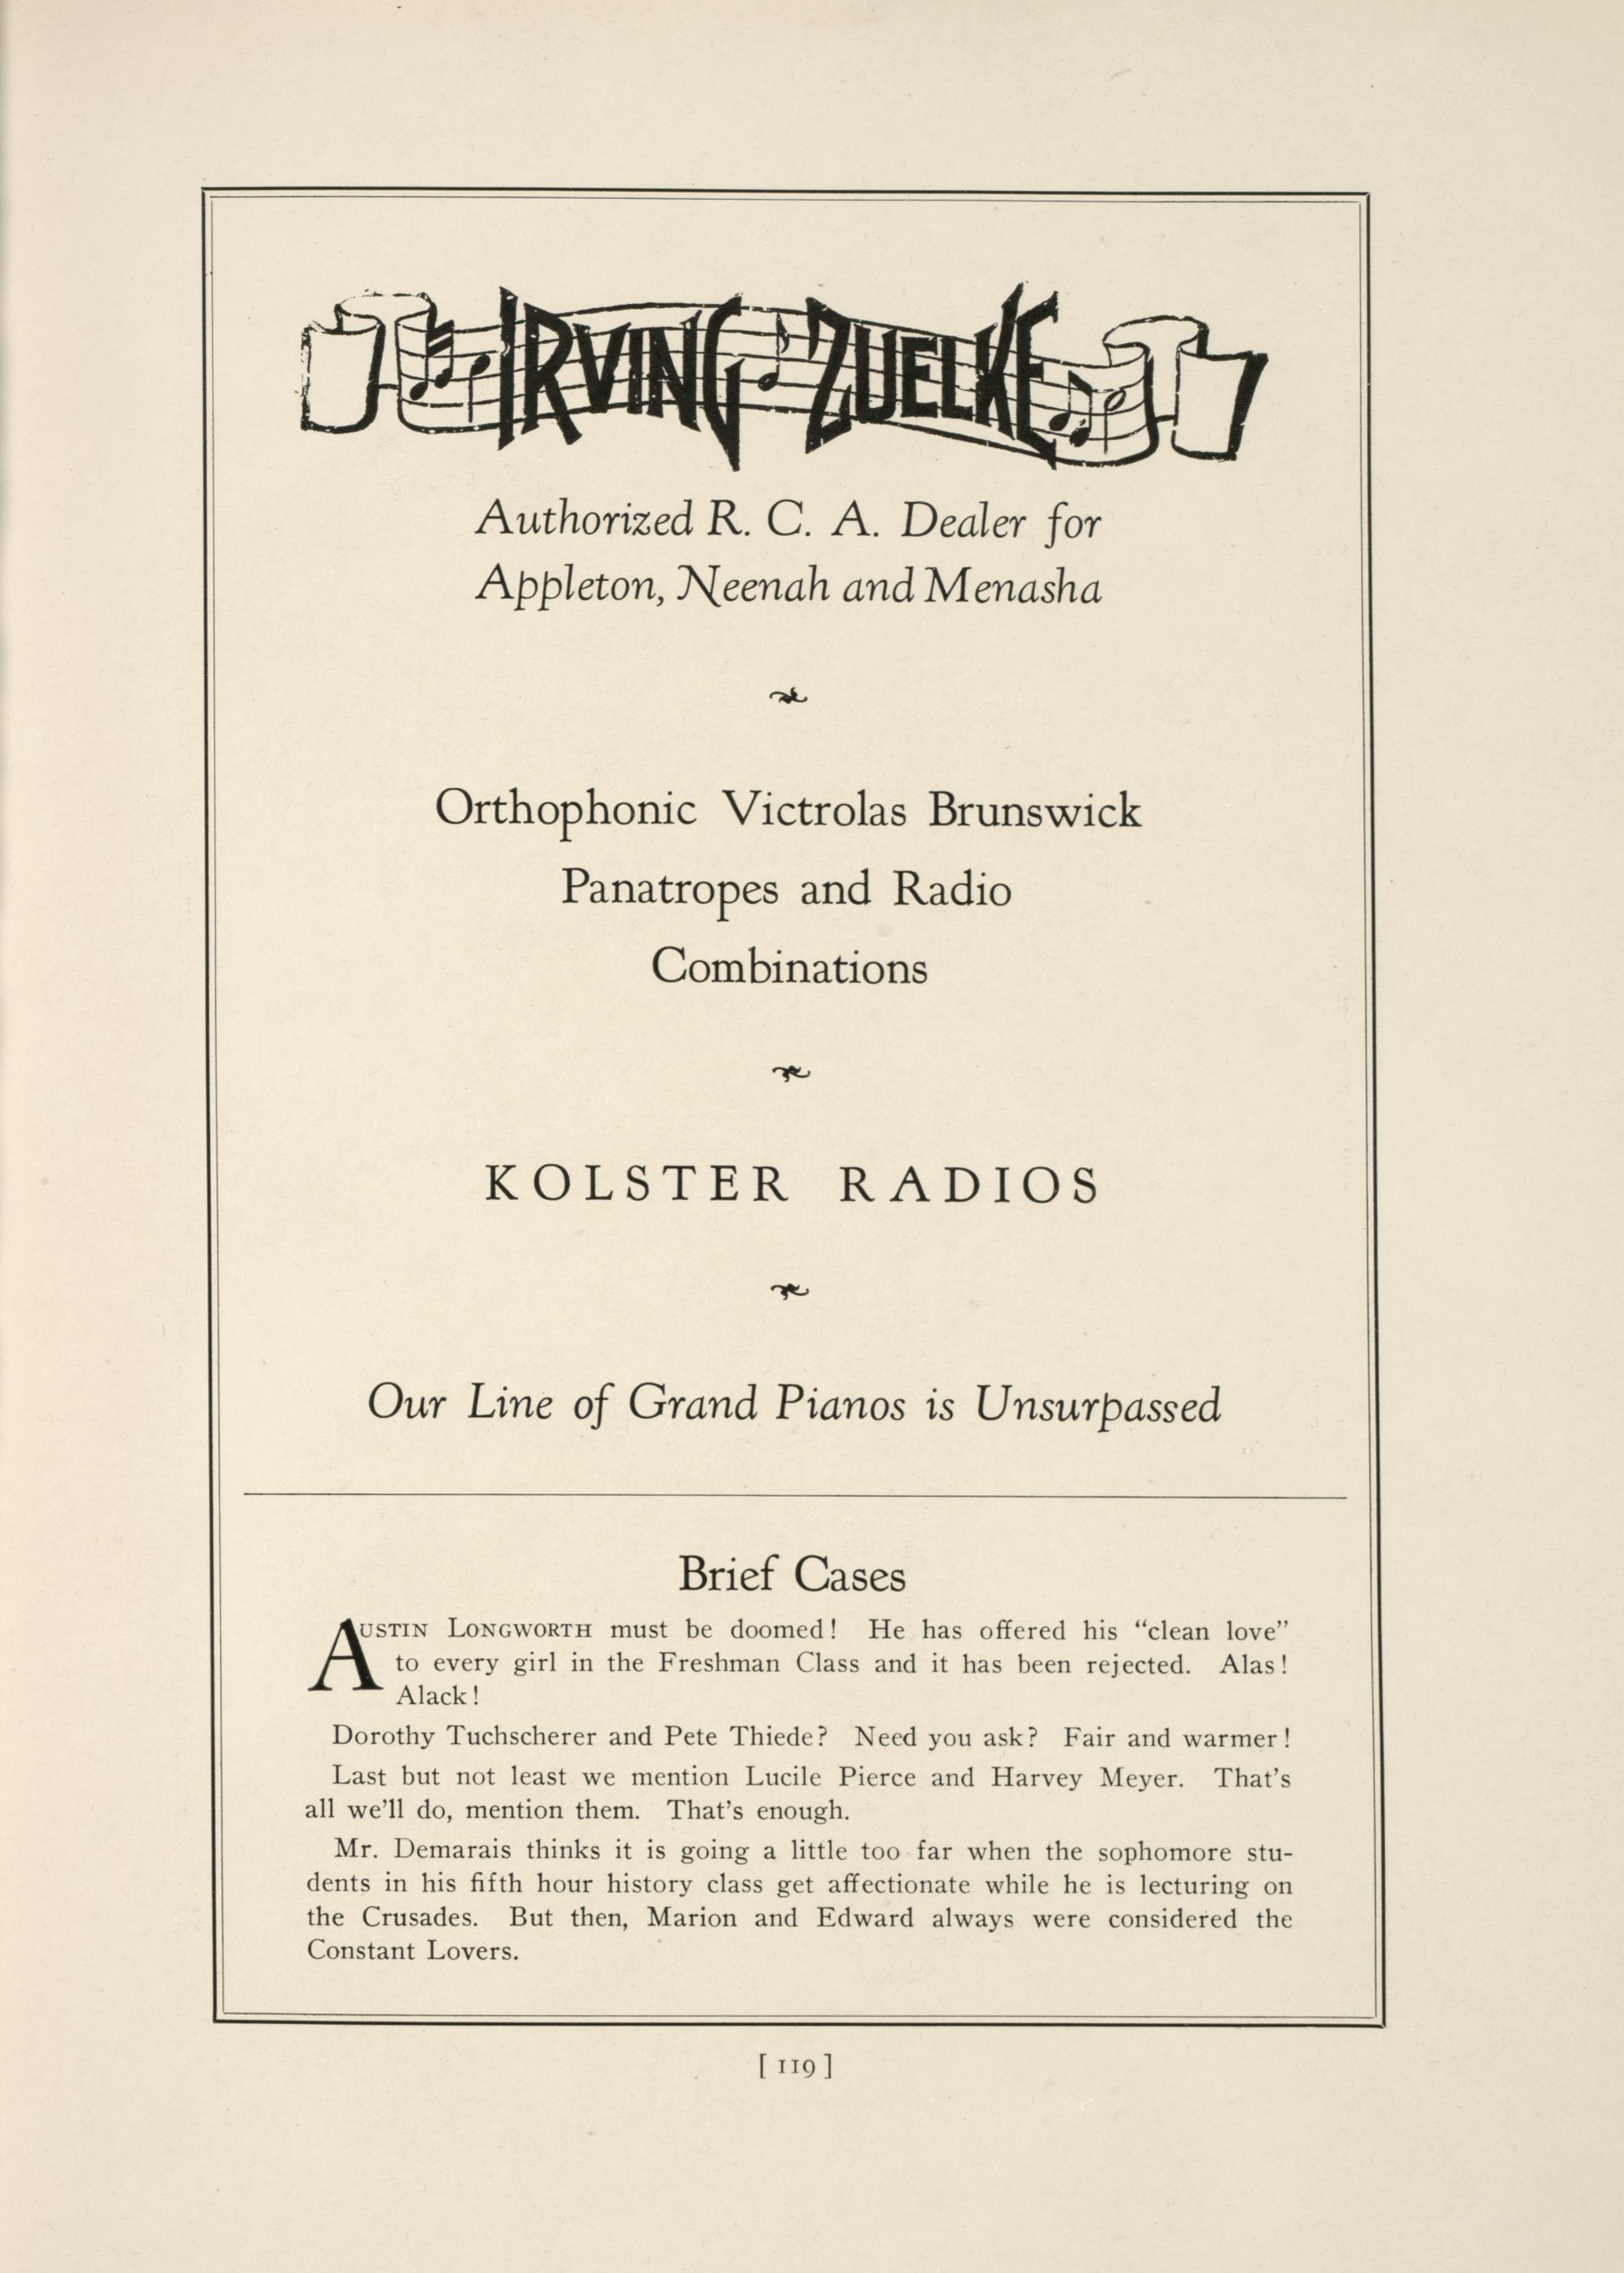 IRVING ZUELKE
Authorized R. C. A. Dealer for
Appleton, Neenah and Menasha
Orthophonic Victrolas Brunswick
Panatropes and Radio
Combinations
KOLSTER RADIOS
Our Line of Grand Pianos is Unsurpassed
Brief Cases
AUSTIN LONGWORTH must be doomed! He has offered his “clean love”
to every girl in the Freshman Class and it has been rejected. Alas!
Alack!
Dorothy Tuchscherer and Pete Thiede? Need you ask? Fair and warmer!
Last but not least we mention Lucile Pierce and Harvey Meyer. That's
all we'll do, mention them. That's enough.
Mr. Demarais thinks it is going a little too far when the sophomore stu-
dents in his fifth hour history class get affectionate while he is lecturing on
the Crusades. But then, Marion and Edward always were considered the
Constant Lovers.
[ 119 ]